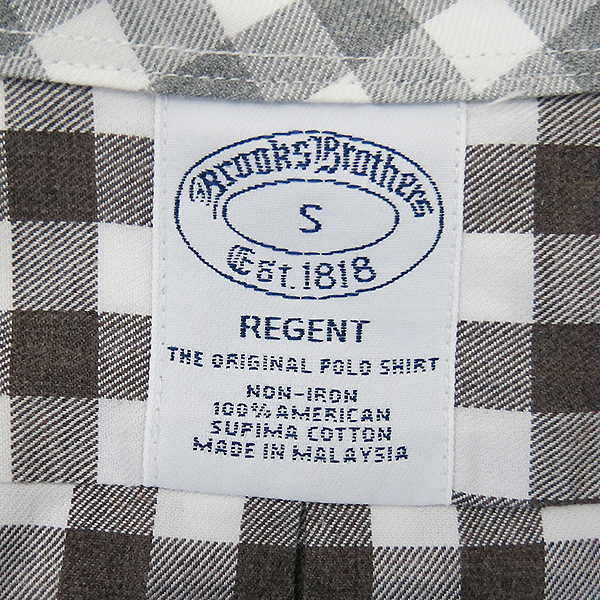 Brooks Brothers
S
Est. 1818
REGENT
THE ORIGINAL POLO SHIRT
NON-IRON
100% AMERICAN
SUPIMA COTTON
MADE IN MALAYSIA